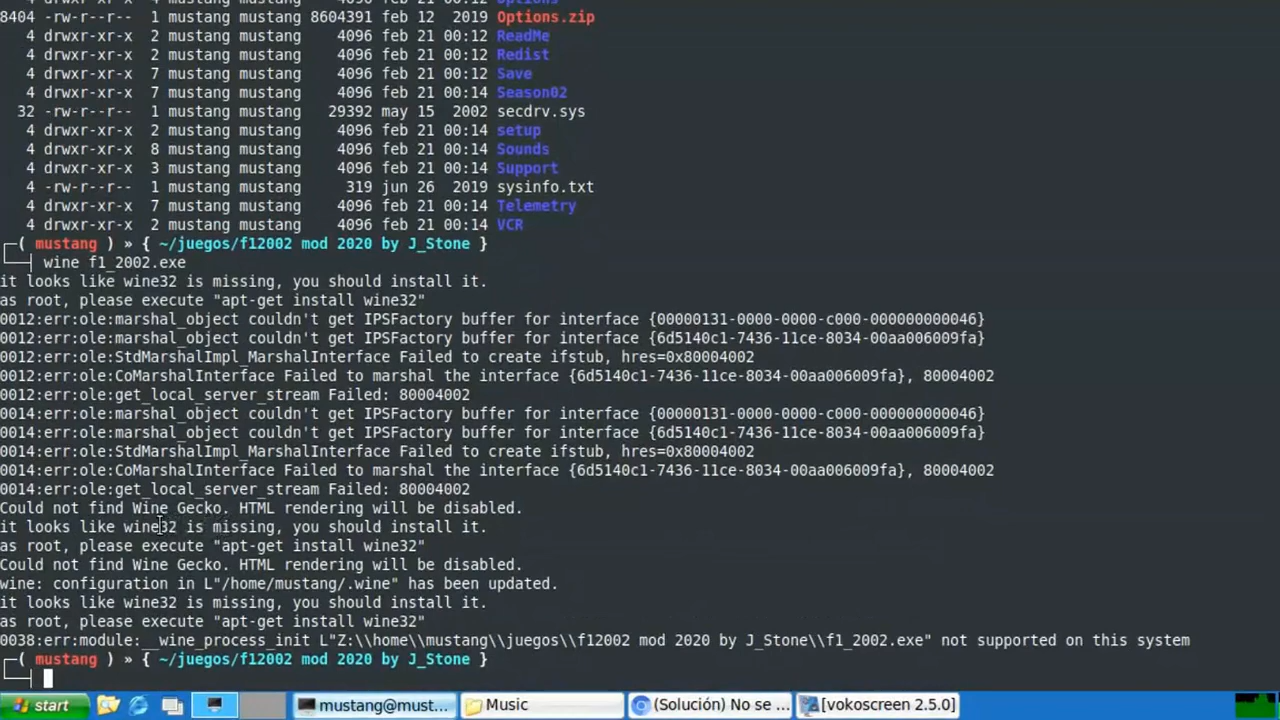 4 drwxr-xr-x 4 mustang mustang 4096 feb 21 00:12 Options
8404 -rw-r--r-- 1 mustang mustang 8604391 feb 12 2019 Options.zip
4 drwxr-xr-x 2 mustang mustang 4096 feb 21 00:12 ReadMe
4 drwxr-xr-x 2 mustang mustang 4096 feb 21 00:12 Redist
4 drwxr-xr-x 7 mustang mustang 4096 feb 21 00:12 Save
4 drwxr-xr-x 7 mustang mustang 4096 feb 21 00:14 Season02
32 -rw-r--r-- 1 mustang mustang 29392 may 15 2002 secdrv.sys
4 drwxr-xr-x 2 mustang mustang 4096 feb 21 00:14 setup
4 drwxr-xr-x 8 mustang mustang 4096 feb 21 00:14 Sounds
4 drwxr-xr-x 3 mustang mustang 4096 feb 21 00:14 Support
4 -rw-r--r-- 1 mustang mustang 319 jun 26 2019 sysinfo.txt
4 drwxr-xr-x 7 mustang mustang 4096 feb 21 00:14 Telemetry
4 drwxr-xr-x 2 mustang mustang 4096 feb 21 00:14 VCR
( mustang ) » { ~/juegos/f12002 mod 2020 by J_Stone }
wine f1_2002.exe
it looks like wine32 is missing, you should install it.
as root, please execute "apt-get install wine32"
0012:err:ole:marshal_object couldn't get IPSFactory buffer for interface {00000131-0000-0000-c000-000000000046}
0012:err:ole:marshal_object couldn't get IPSFactory buffer for interface {6d5140c1-7436-11ce-8034-00aa006009fa}
0012:err:ole:StdMarshalImpl_MarshalInterface Failed to create ifstub, hres=0x80004002
0012:err:ole:CoMarshalInterface Failed to marshal the interface {6d5140c1-7436-11ce-8034-00aa006009fa}, 80004002
0012:err:ole:get_local_server_stream Failed: 80004002
0014:err:ole:marshal_object couldn't get IPSFactory buffer for interface {00000131-0000-0000-c000-000000000046}
0014:err:ole:marshal_object couldn't get IPSFactory buffer for interface {6d5140c1-7436-11ce-8034-00aa006009fa}
0014:err:ole:StdMarshalImpl_MarshalInterface Failed to create ifstub, hres=0x80004002
0014:err:ole:CoMarshalInterface Failed to marshal the interface {6d5140c1-7436-11ce-8034-00aa006009fa}, 80004002
0014:err:ole:get_local_server_stream Failed: 80004002
Could not find Wine Gecko. HTML rendering will be disabled.
it looks like wine32 is missing, you should install it.
as root, please execute "apt-get install wine32"
Could not find Wine Gecko. HTML rendering will be disabled.
wine: configuration in L"/home/mustang/.wine" has been updated.
it looks like wine32 is missing, you should install it.
as root, please execute "apt-get install wine32"
0038:err:module:__wine_process_init L"Z:\\home\\mustang\\juegos\\f12002 mod 2020 by J_Stone\\f1_2002.exe" not supported on this system
( mustang ) » { ~/juegos/f12002 mod 2020 by J_Stone }
start mustang@must... Music (Solución) No se ... [vokoscreen 2.5.0]